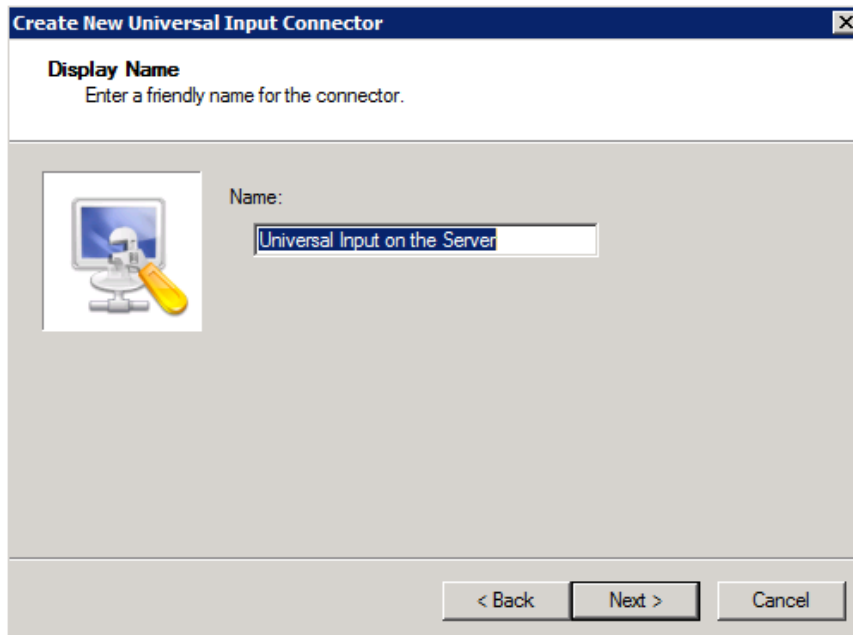 Create New Universal Input Connector
Display Name
Enter a friendly name for the connector.
Name:
Universal Input on the Server
< Back
Next >
Cancel